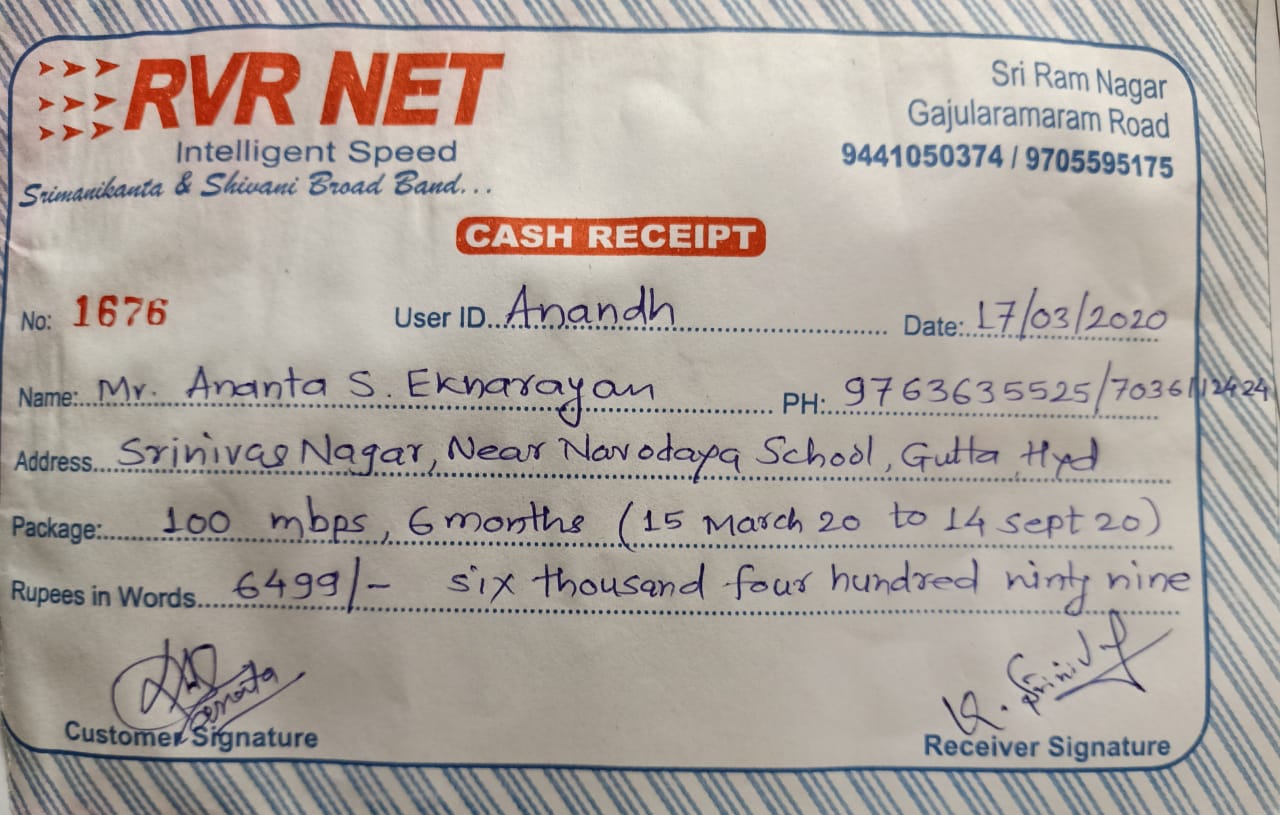 RVR NET
Intelligent Speed
Srimanikanta & Shivani Broad Band...
Sri Ram Nagar
Gajularamaram Road
9441050374 / 9705595175
CASH RECEIPT
No: 1676 User ID.. Anandh Date: 17/03/2020
Name: Mr. Ananta S. Eknarayan PH: 9763635525/7036112424
Address... Srinivas Nagar, Near Navodaya School, Gutta Hyd
Package: 100 mbps, 6 months (15 March 20 to 14 sept 20)
Rupees in Words.... 6499/- six thousand four hundred ninty nine
Ananta K. Sriniv
Customer Signature Receiver Signature